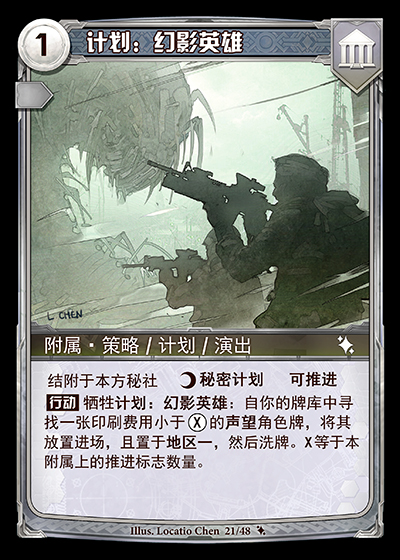 1
计划：幻影英雄
L CHEN
附属·策略 / 计划 / 演出
结附于本方秘社 秘密计划 可推进
行动 牺牲计划：幻影英雄：自你的牌库中寻
找一张印刷费用小于Ⓧ的声望角色牌，将其
放置进场，且置于地区一，然后洗牌。X等于本
附属上的推进标志数量。
Illus. Locatio Chen 21/48